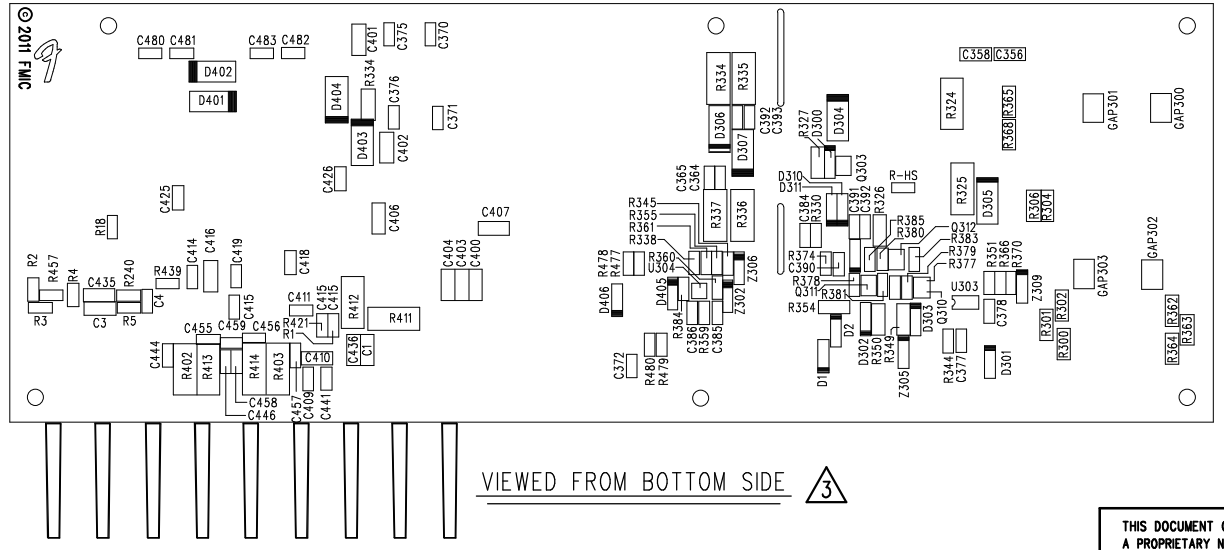 © 2011 FMIC
C480 C481 C483 C482
D402
D401
C401
C375
C370
D404
R334
C376
C371
D403
C402
C426
C425
C406
C407
R18
R2
R457
R4
C435
R240
R439
C414
C416
C419
C418
C404
C403
C400
R3
C3
R5
C4
C415
C411
C415
C415
R412
R411
R421
R1
C455
C459
C456
C436
C1
C444
R402
R413
R414
R403
C410
C458
C446
C457
C409
C441
R334
R335
D306
D307
C392
C393
C365
C364
R345
R355
R361
R338
R337
R336
R478
R477
R360
U304
D405
Z306
Z302
D406
R384
C386
R359
C385
C372
R480
R479
R327
D300
D304
Q303
D310
D311
C384
R330
C391
C392
R326
R-HS
R385
R380
Q312
R383
R379
R377
R374
C390
R378
Q311
R381
R354
Q310
D303
D2
D302
R350
R349
D1
Z305
R344
C377
U303
C378
D301
R351
R366
R370
Z309
C358 C356
R324
R365
R368
GAP301
GAP300
R325
D305
R306
R304
GAP302
GAP303
R302
R301
R300
R362
R363
R364
VIEWED FROM BOTTOM SIDE
3
THIS DOCUMENT
A PROPRIETARY N